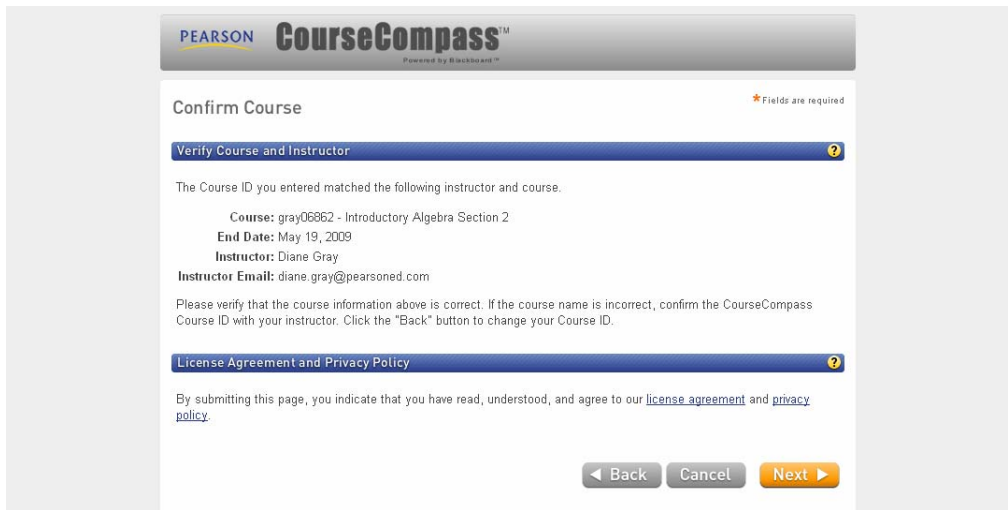 PEARSON CourseCompass™
Powered by Blackboard™
Confirm Course
*Fields are required
Verify Course and Instructor ?
The Course ID you entered matched the following instructor and course.
Course: gray06862 - Introductory Algebra Section 2
End Date: May 19, 2009
Instructor: Diane Gray
Instructor Email: diane.gray@pearsoned.com
Please verify that the course information above is correct. If the course name is incorrect, confirm the CourseCompass
Course ID with your instructor. Click the "Back" button to change your Course ID.
License Agreement and Privacy Policy ?
By submitting this page, you indicate that you have read, understood, and agree to our license agreement and privacy
policy.
Back Cancel Next